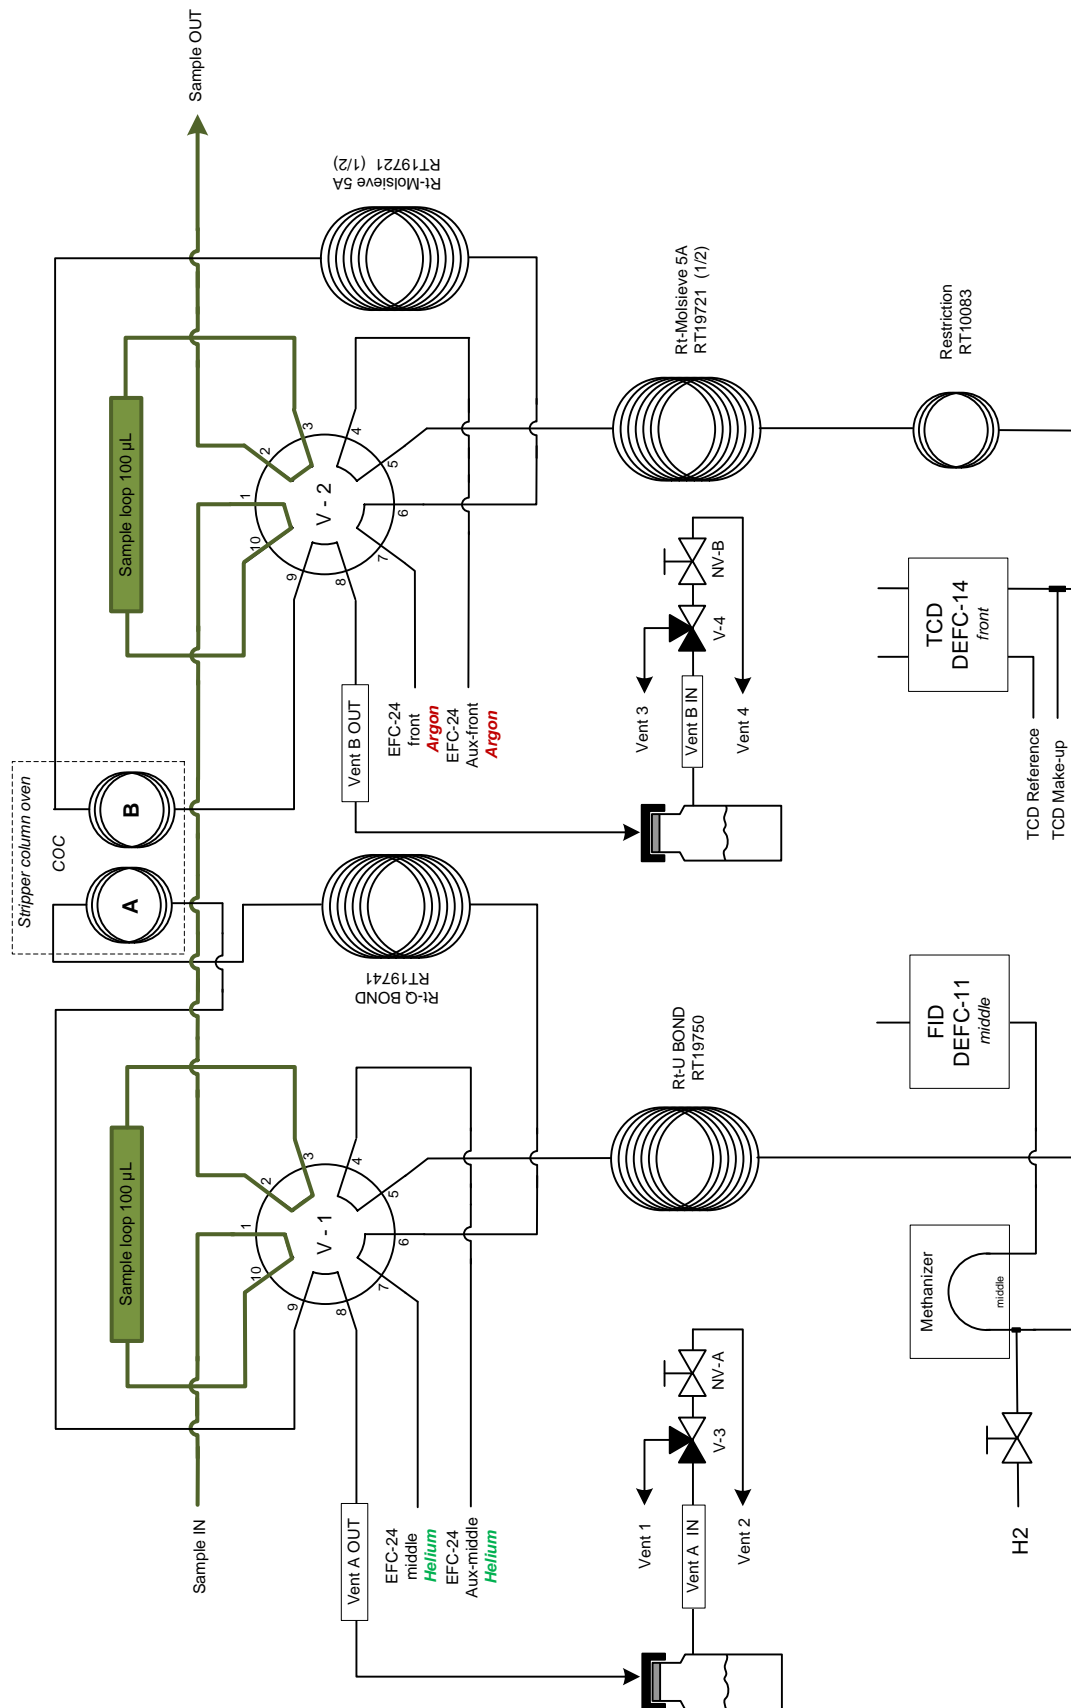 Sample IN
Sample OUT
Stripper column oven
COC
A
B
Sample loop 100 µL
Sample loop 100 µL
V - 1
1
2
3
4
5
6
7
8
9
10
V - 2
1
2
3
4
5
6
7
8
9
10
Rt-Q BOND
RT19741
Rt-Molsieve 5A
RT19721 (1/2)
Vent A OUT
EFC-24
middle
Helium
EFC-24
Aux-middle
Helium
Vent B OUT
EFC-24
front
Argon
EFC-24
Aux-front
Argon
Rt-U BOND
RT19750
Rt-Molsieve 5A
RT19721 (1/2)
Vent 1
V-3
NV-A
Vent A IN
Vent 2
Vent 3
V-4
NV-B
Vent B IN
Vent 4
Restriction
RT10083
H2
Methanizer
middle
FID
DEFC-11
middle
TCD
DEFC-14
front
TCD Reference
TCD Make-up